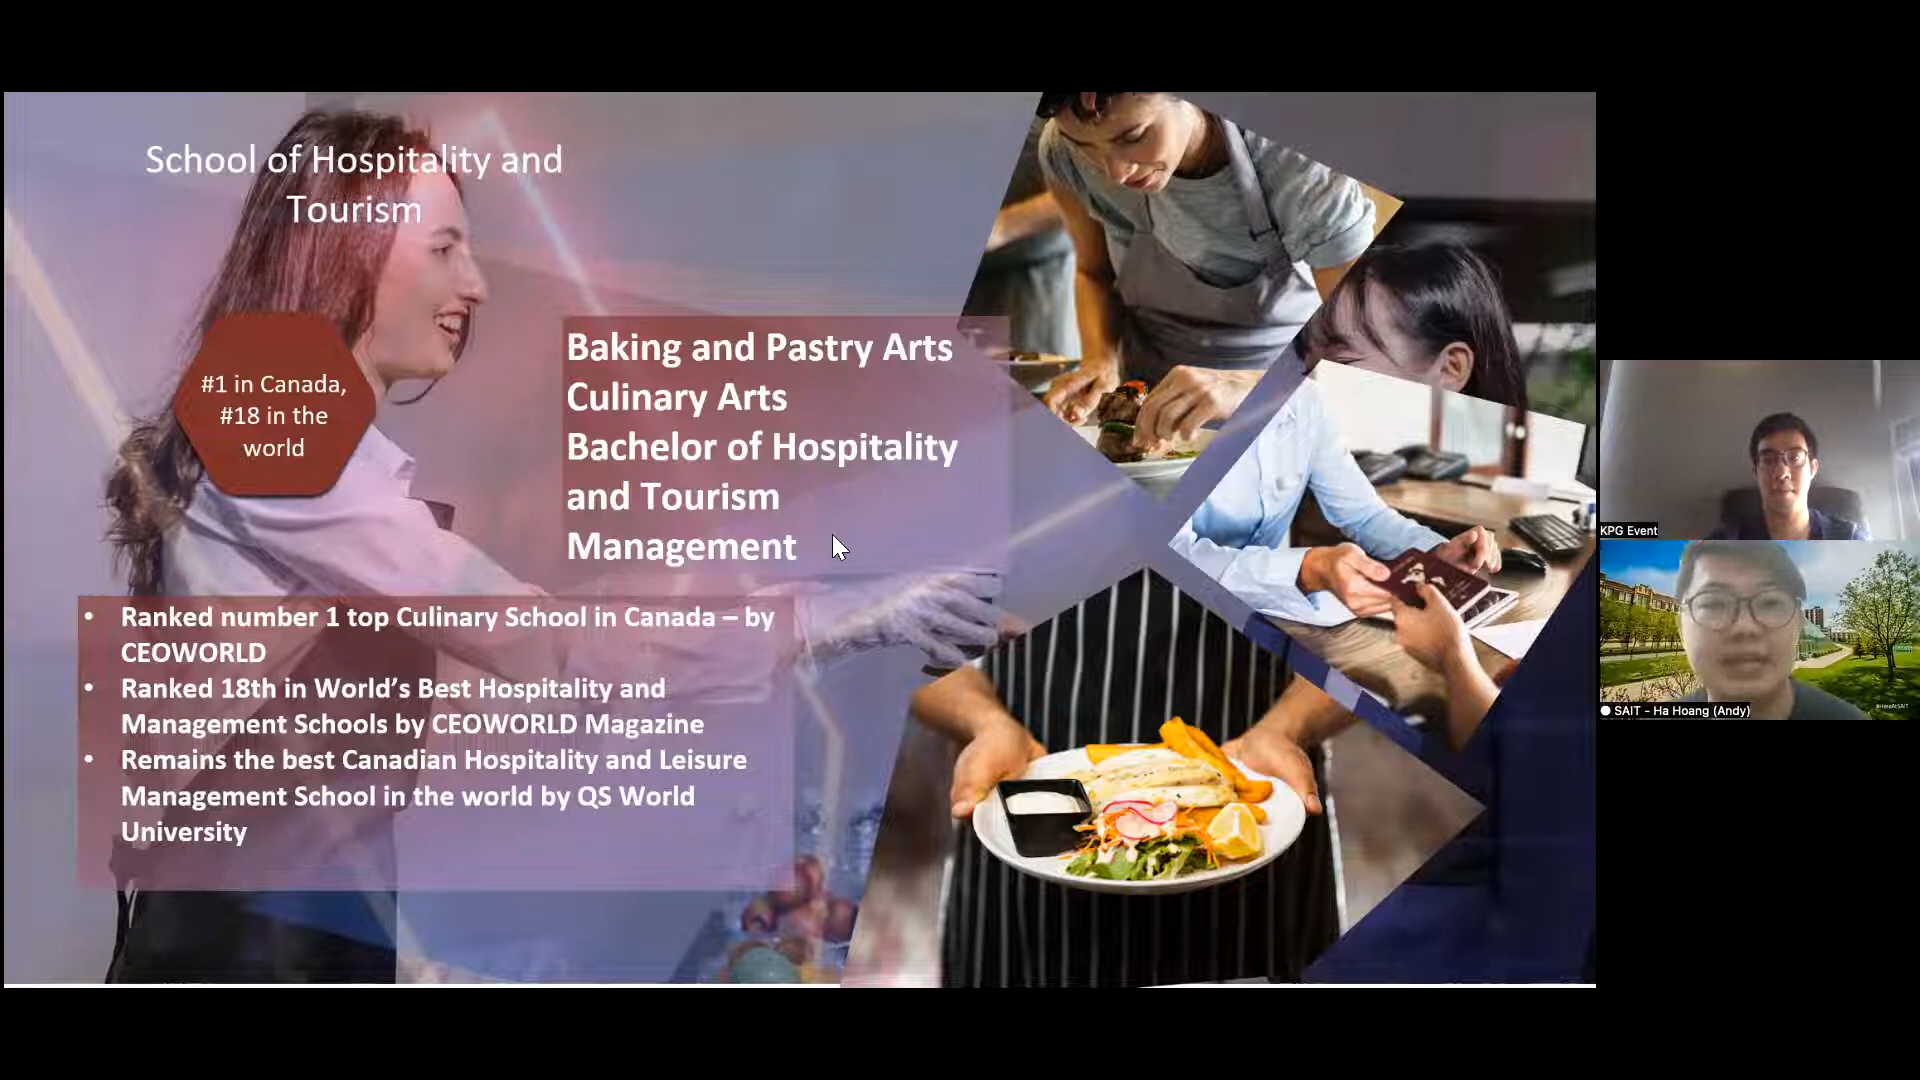 School of Hospitality and
Tourism
#1 in Canada,
#18 in the
world
Baking and Pastry Arts
Culinary Arts
Bachelor of Hospitality
and Tourism
Management
• Ranked number 1 top Culinary School in Canada – by
CEOWORLD
• Ranked 18th in World’s Best Hospitality and
Management Schools by CEOWORLD Magazine
• Remains the best Canadian Hospitality and Leisure
Management School in the world by QS World
University
KPG Event
SAIT - Ha Hoang (Andy)
#HereAtSAIT